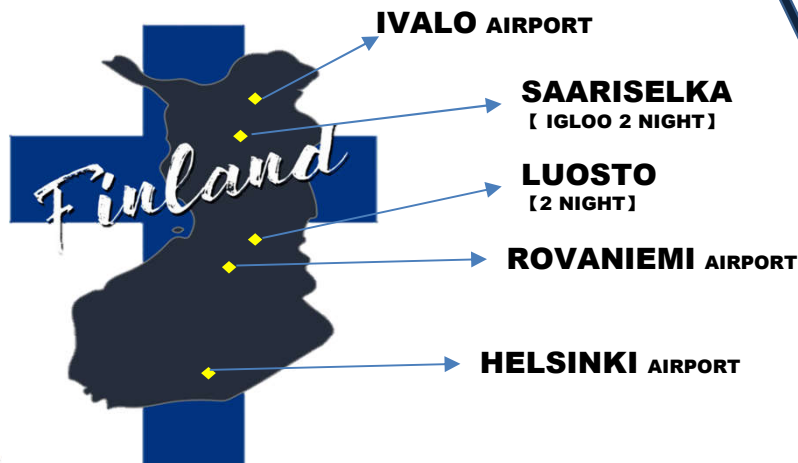 IVALO AIRPORT
SAARISELKA
【 IGLOO 2 NIGHT】
Finland
LUOSTO
【2 NIGHT】
ROVANIEMI AIRPORT
HELSINKI AIRPORT